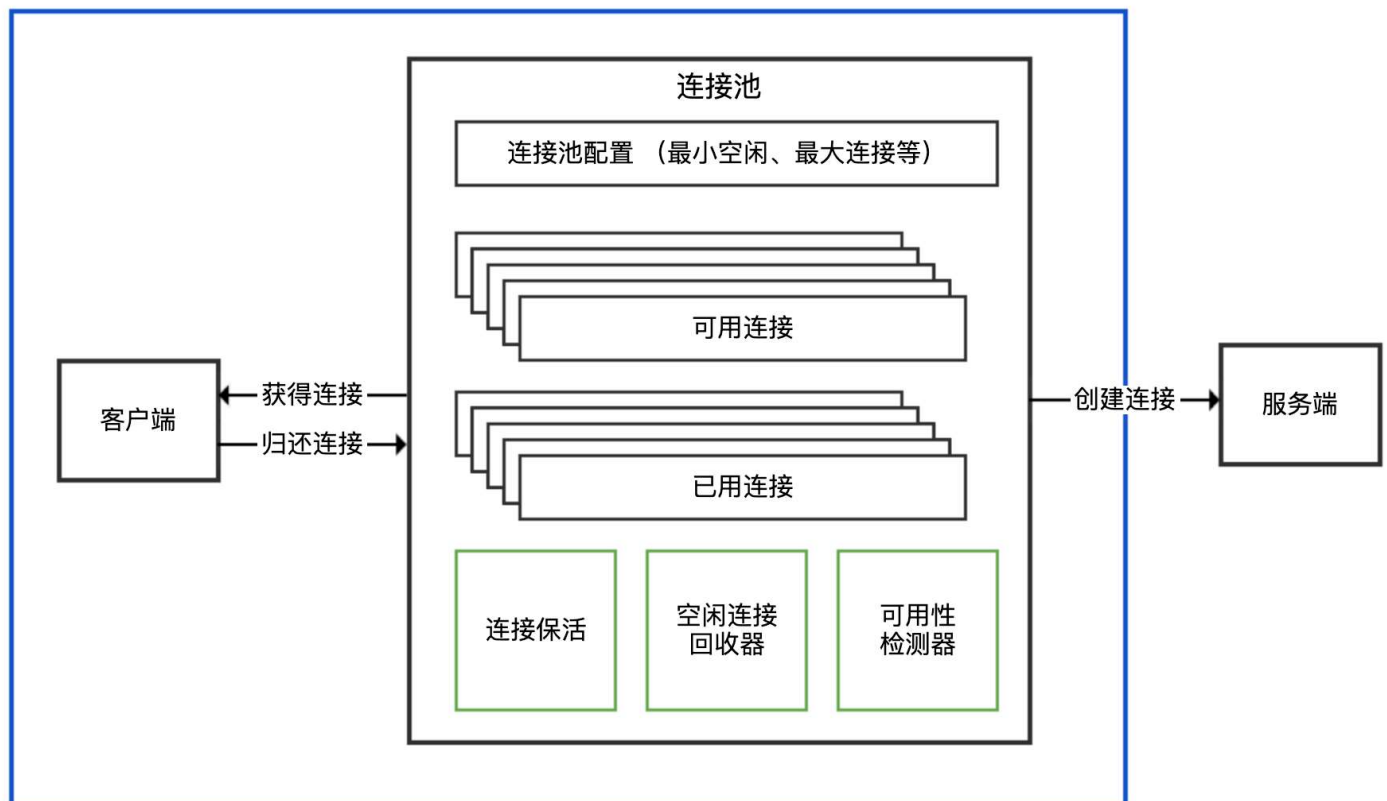 连接池
连接池配置 （最小空闲、最大连接等）
可用连接
获得连接
客户端
归还连接
创建连接
服务端
已用连接
连接保活
空闲连接
回收器
可用性
检测器